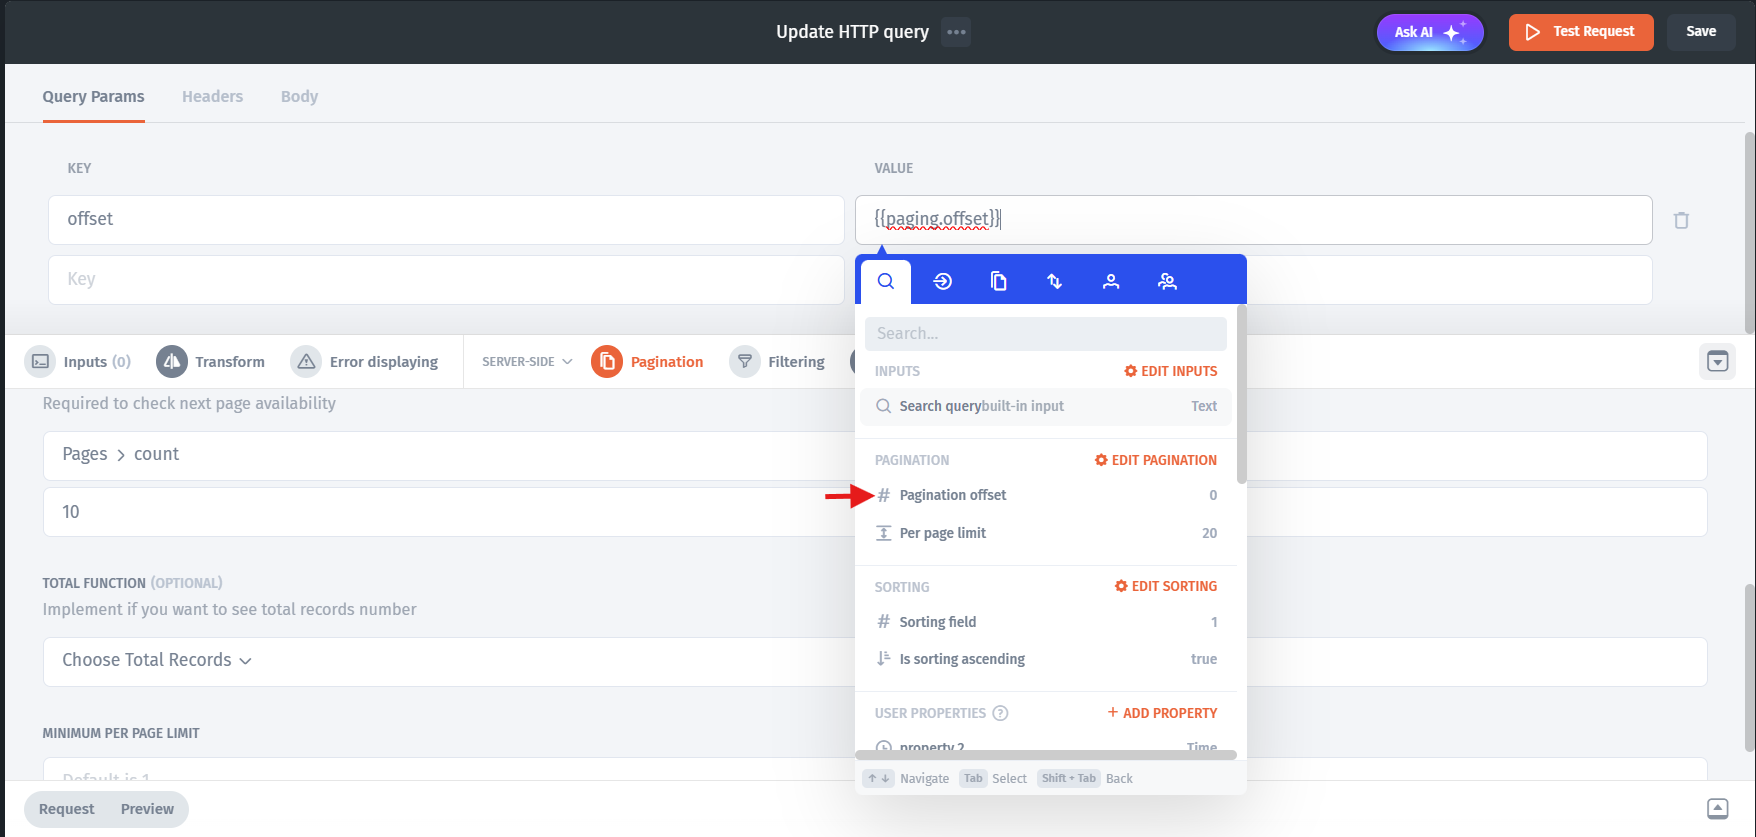 Update HTTP query
Ask AI
Test Request
Save
Query Params
Headers
Body
KEY
VALUE
offset
{{paging.offset}}
Key
Search...
INPUTS
EDIT INPUTS
Search querybuilt-in input
Text
PAGINATION
EDIT PAGINATION
# Pagination offset
0
Per page limit
20
SORTING
EDIT SORTING
# Sorting field
1
Is sorting ascending
true
USER PROPERTIES ?
+ ADD PROPERTY
property 2
Time
↑ ↓ Navigate Tab Select Shift + Tab Back
Inputs (0)
Transform
Error displaying
SERVER-SIDE
Pagination
Filtering
Required to check next page availability
Pages > count
10
TOTAL FUNCTION (OPTIONAL)
Implement if you want to see total records number
Choose Total Records
MINIMUM PER PAGE LIMIT
Default is 1
Request
Preview